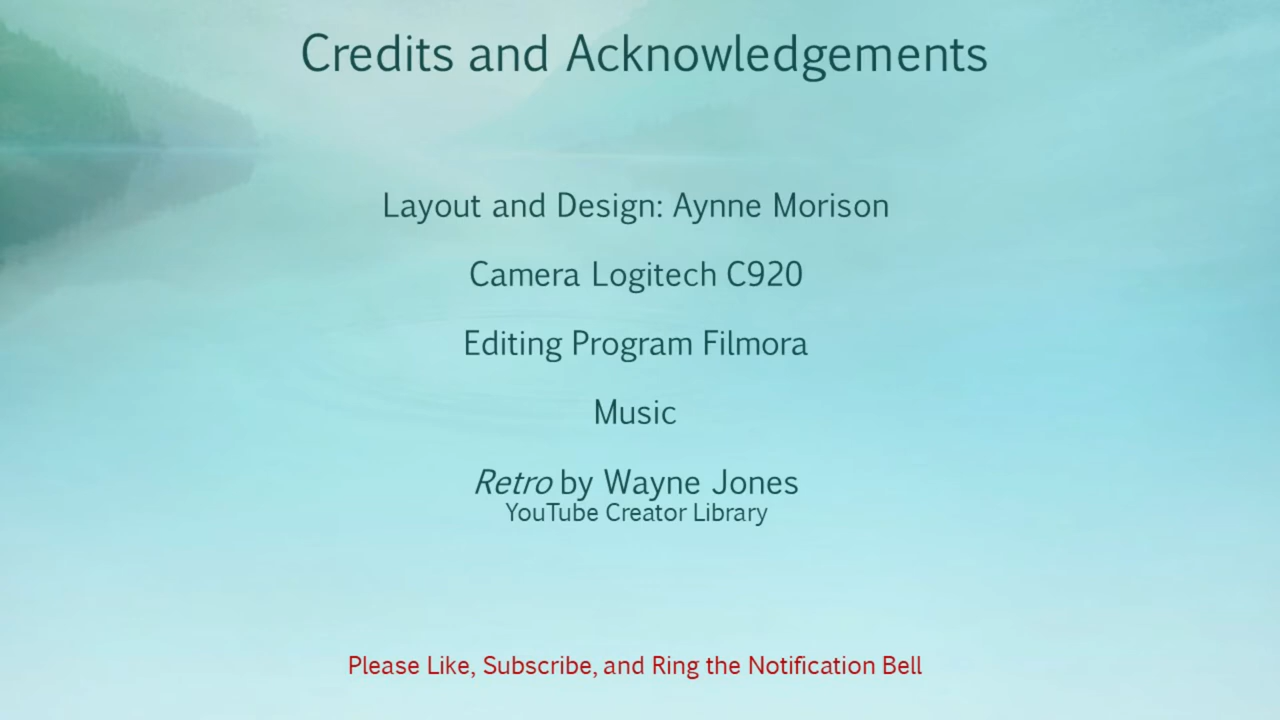 Credits and Acknowledgements
Layout and Design: Aynne Morison
Camera Logitech C920
Editing Program Filmora
Music
Retro by Wayne Jones
YouTube Creator Library
Please Like, Subscribe, and Ring the Notification Bell